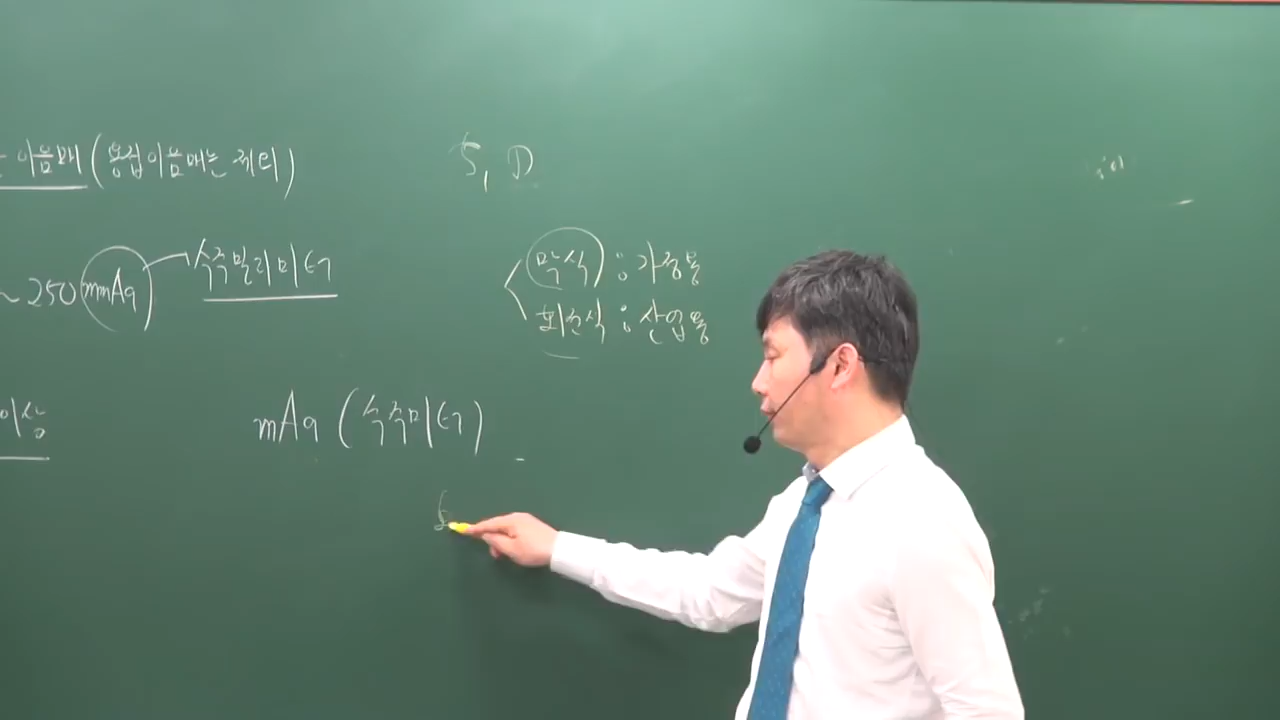 이음매 (용접이음매는 제외)
S, D
~ 250 mmAq 수주밀리미터
막식 : 가정용
회전식 : 산업용
이상
mAq (수주미터)